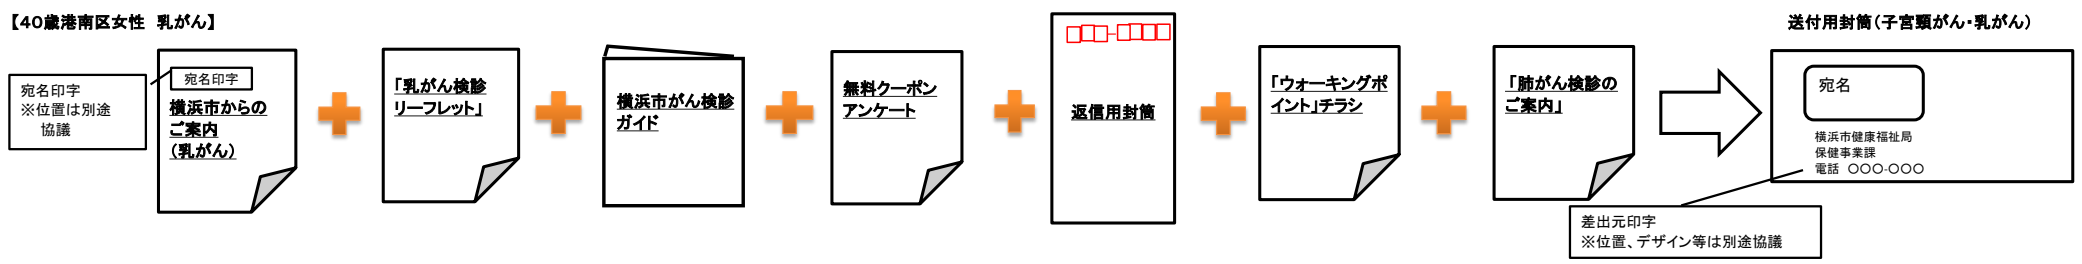 【40歳港南区女性　乳がん】
宛名印字
※位置は別途
協議
宛名印字
横浜市からの
ご案内
（乳がん）
「乳がん検診
リーフレット」
横浜市がん検診
ガイド
無料クーポン
アンケート
返信用封筒
「ウォーキングポ
イント」チラシ
「肺がん検診の
ご案内」
送付用封筒（子宮頸がん・乳がん）
宛名
横浜市健康福祉局
保健事業課
電話　〇〇〇-〇〇〇
差出元印字
※位置、デザイン等は別途協議